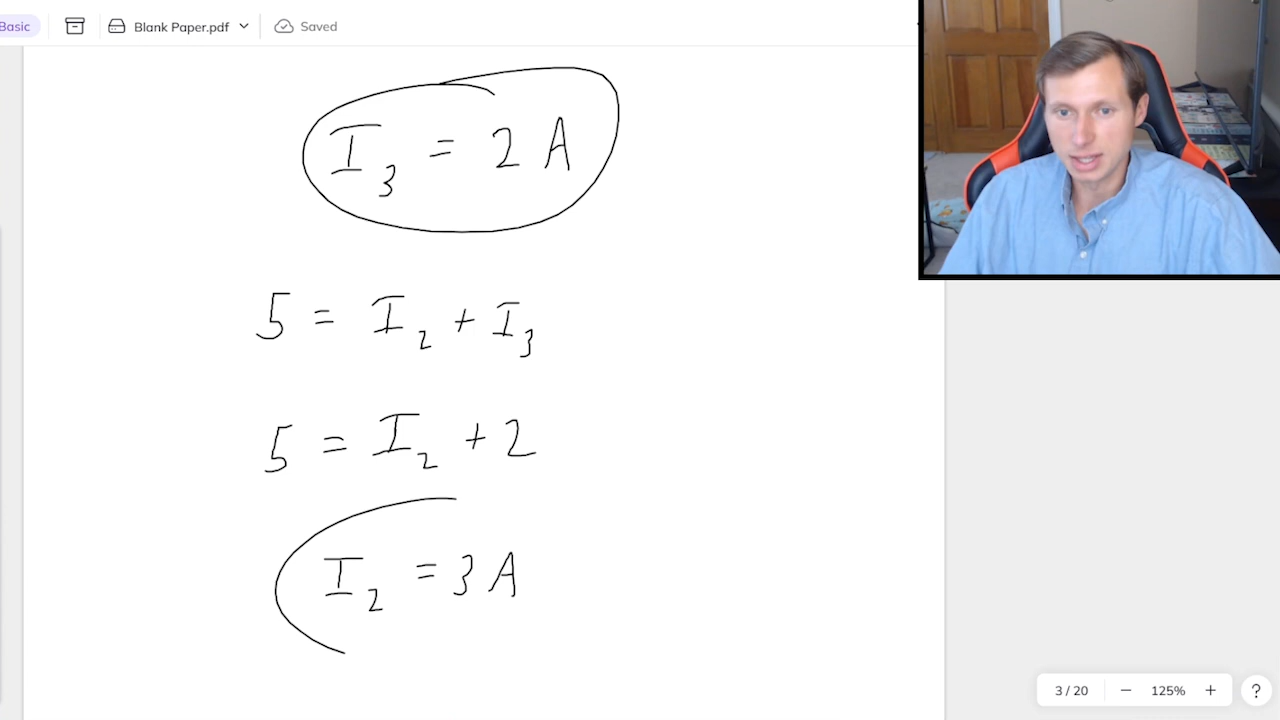 Basic Blank Paper.pdf Saved
I₃ = 2 A
5 = I₂ + I₃
5 = I₂ + 2
I₂ = 3 A
3 / 20 − 125% + ?